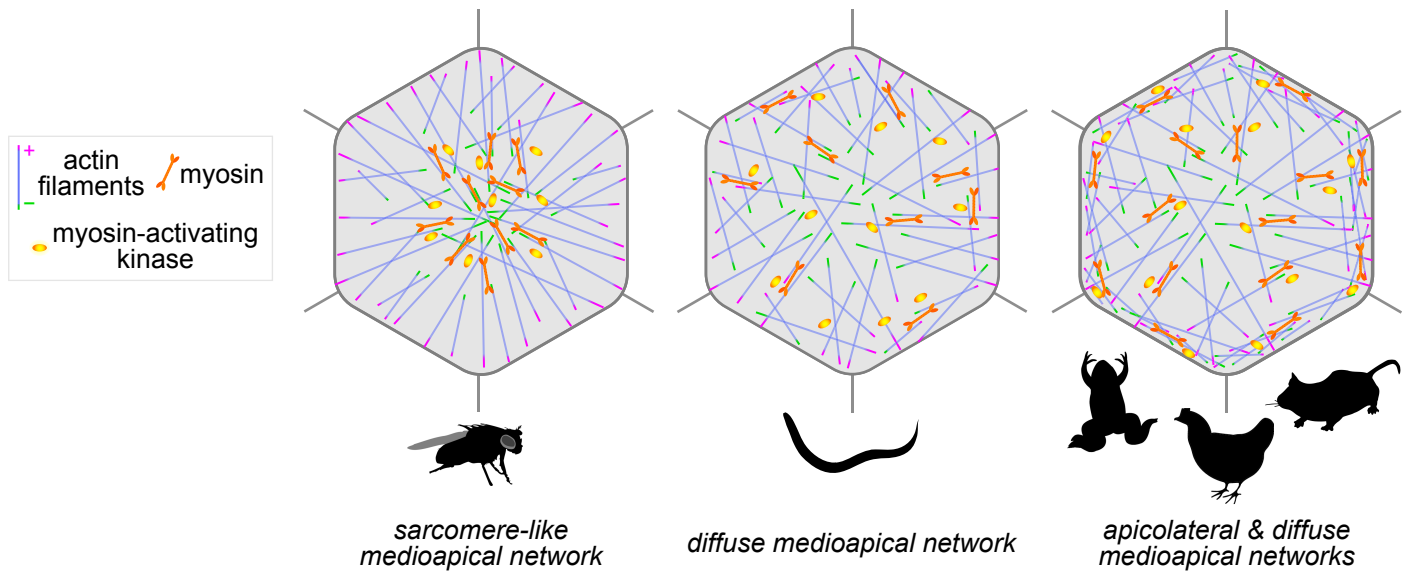 +
actin
filaments
−
myosin
myosin-activating
kinase
sarcomere-like
medioapical network
diffuse medioapical network
apicolateral & diffuse
medioapical networks